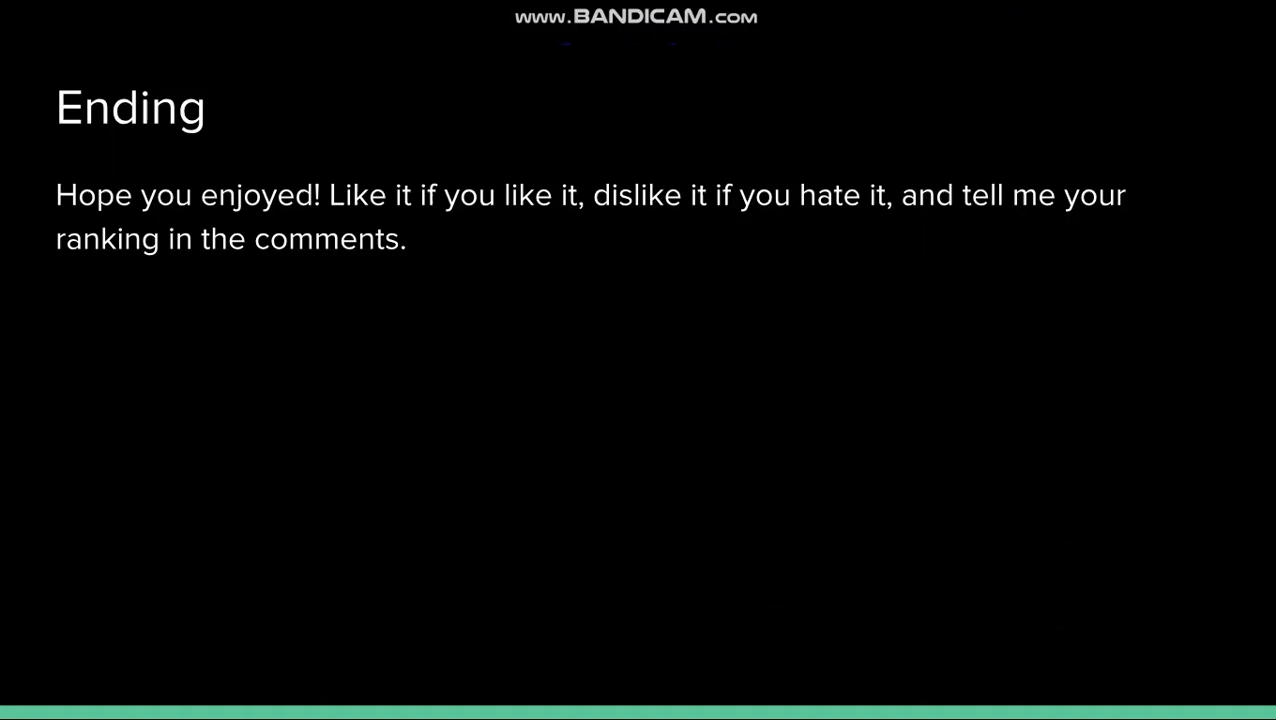 www.BANDICAM.com
Ending
Hope you enjoyed! Like it if you like it, dislike it if you hate it, and tell me your
ranking in the comments.